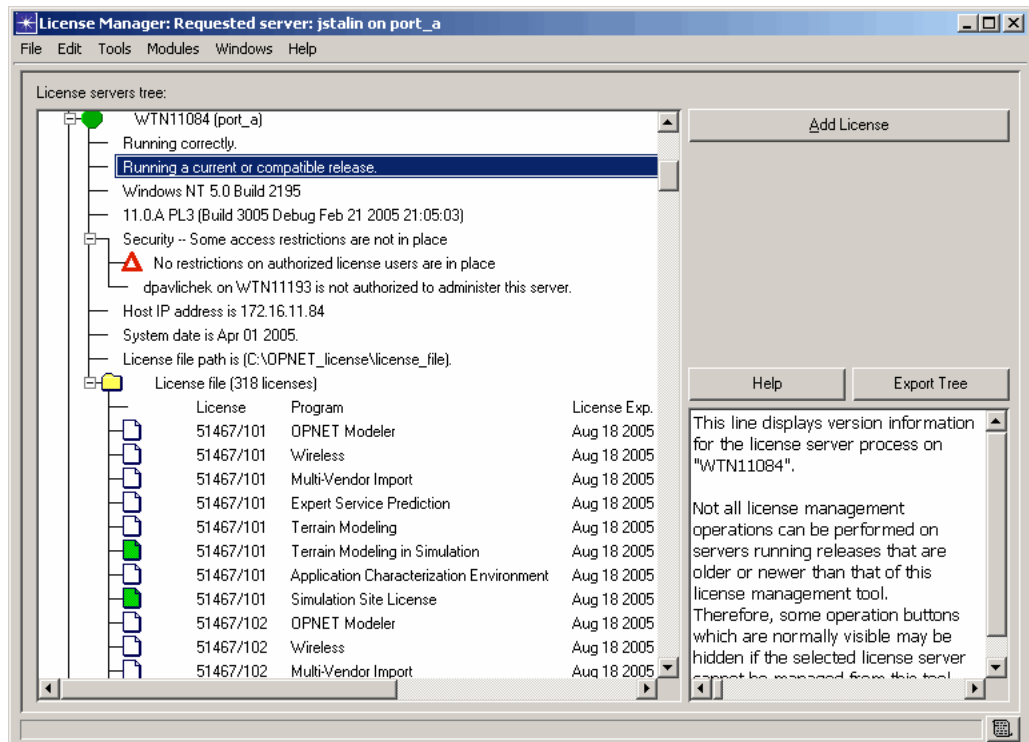 License Manager: Requested server: jstalin on port_a
File Edit Tools Modules Windows Help
License servers tree:
WTN11084 (port_a)
Running correctly.
Running a current or compatible release.
Windows NT 5.0 Build 2195
11.0.A PL3 (Build 3005 Debug Feb 21 2005 21:05:03)
Security -- Some access restrictions are not in place
No restrictions on authorized license users are in place
dpavlichek on WTN11193 is not authorized to administer this server.
Host IP address is 172.16.11.84
System date is Apr 01 2005.
License file path is (C:\OPNET_license\license_file).
License file (318 licenses)
License Program License Exp.
51467/101 OPNET Modeler Aug 18 2005
51467/101 Wireless Aug 18 2005
51467/101 Multi-Vendor Import Aug 18 2005
51467/101 Expert Service Prediction Aug 18 2005
51467/101 Terrain Modeling Aug 18 2005
51467/101 Terrain Modeling in Simulation Aug 18 2005
51467/101 Application Characterization Environment Aug 18 2005
51467/101 Simulation Site License Aug 18 2005
51467/102 OPNET Modeler Aug 18 2005
51467/102 Wireless Aug 18 2005
51467/102 Multi-Vendor Import Aug 18 2005
Add License
Help Export Tree
This line displays version information
for the license server process on
"WTN11084".
Not all license management
operations can be performed on
servers running releases that are
older or newer than that of this
license management tool.
Therefore, some operation buttons
which are normally visible may be
hidden if the selected license server
cannot be managed from this tool